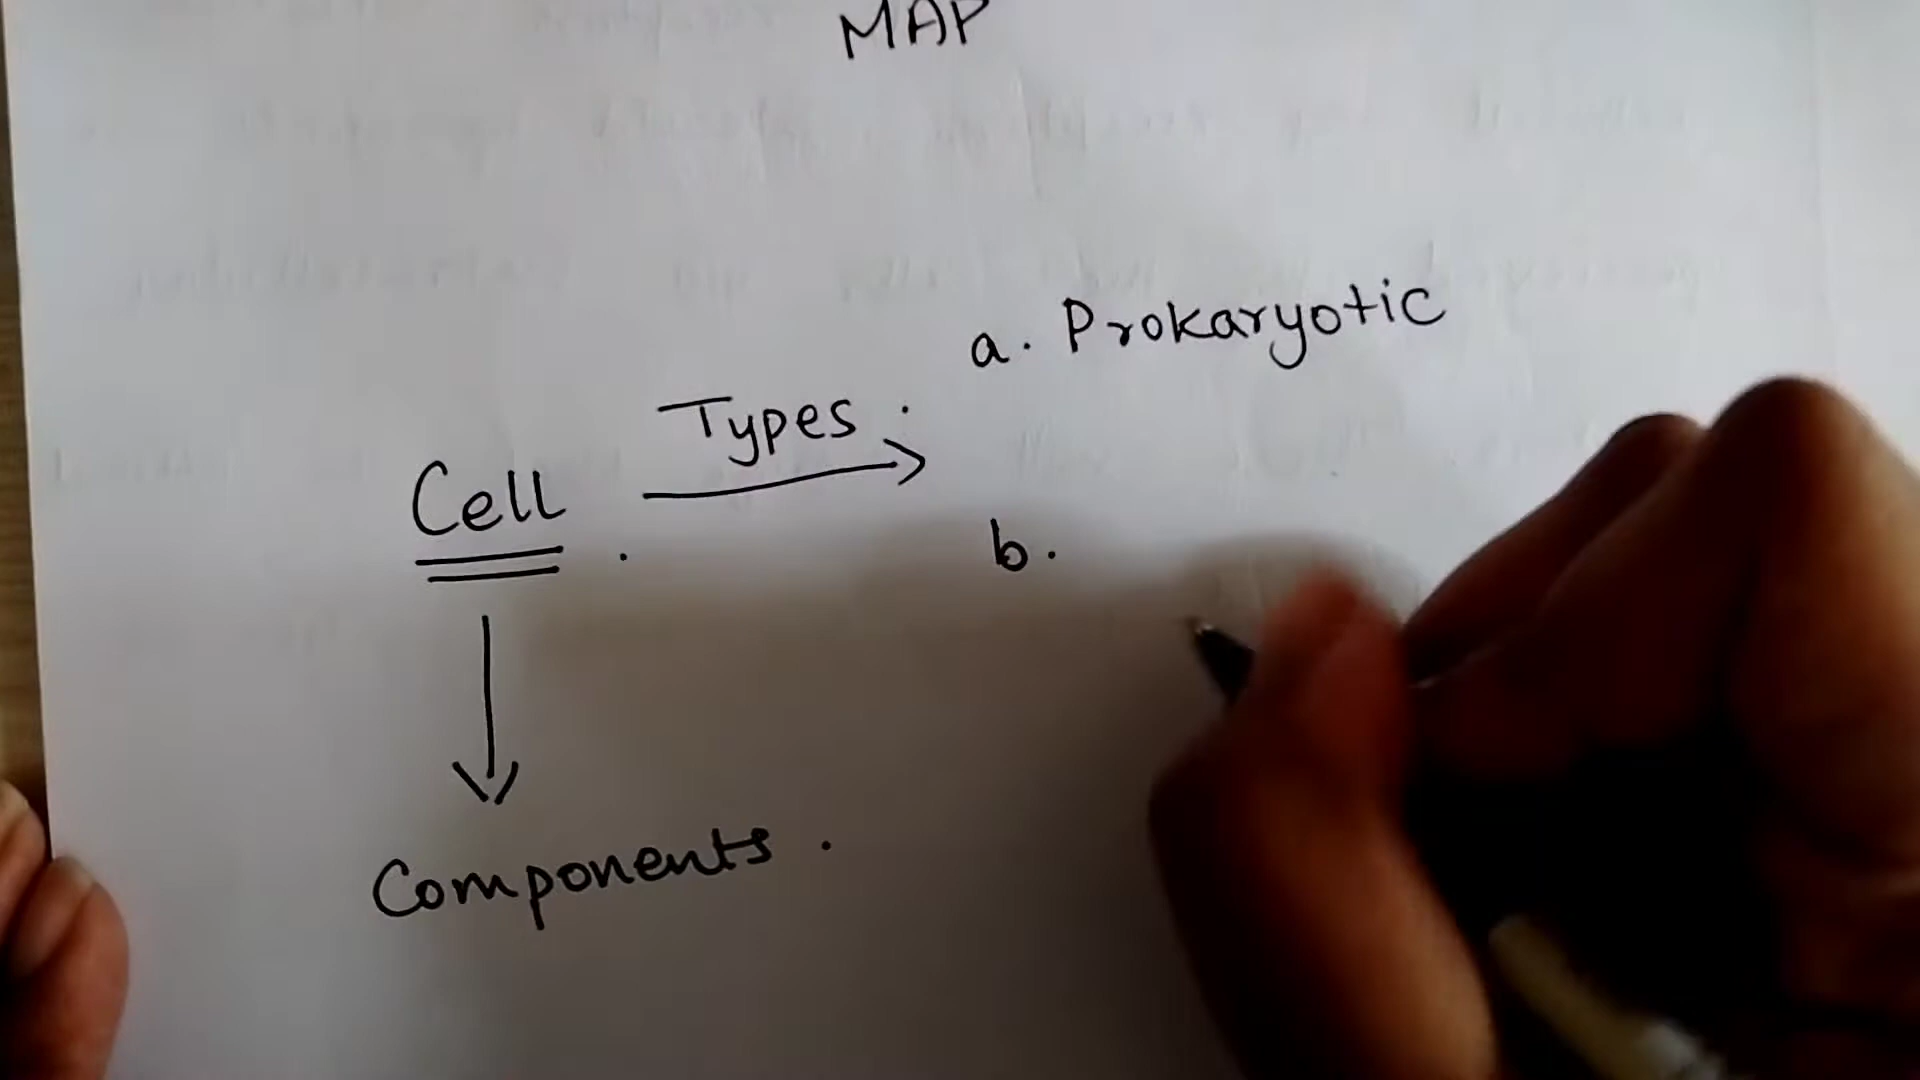 MAP
a. Prokaryotic
Types
Cell
b.
Components